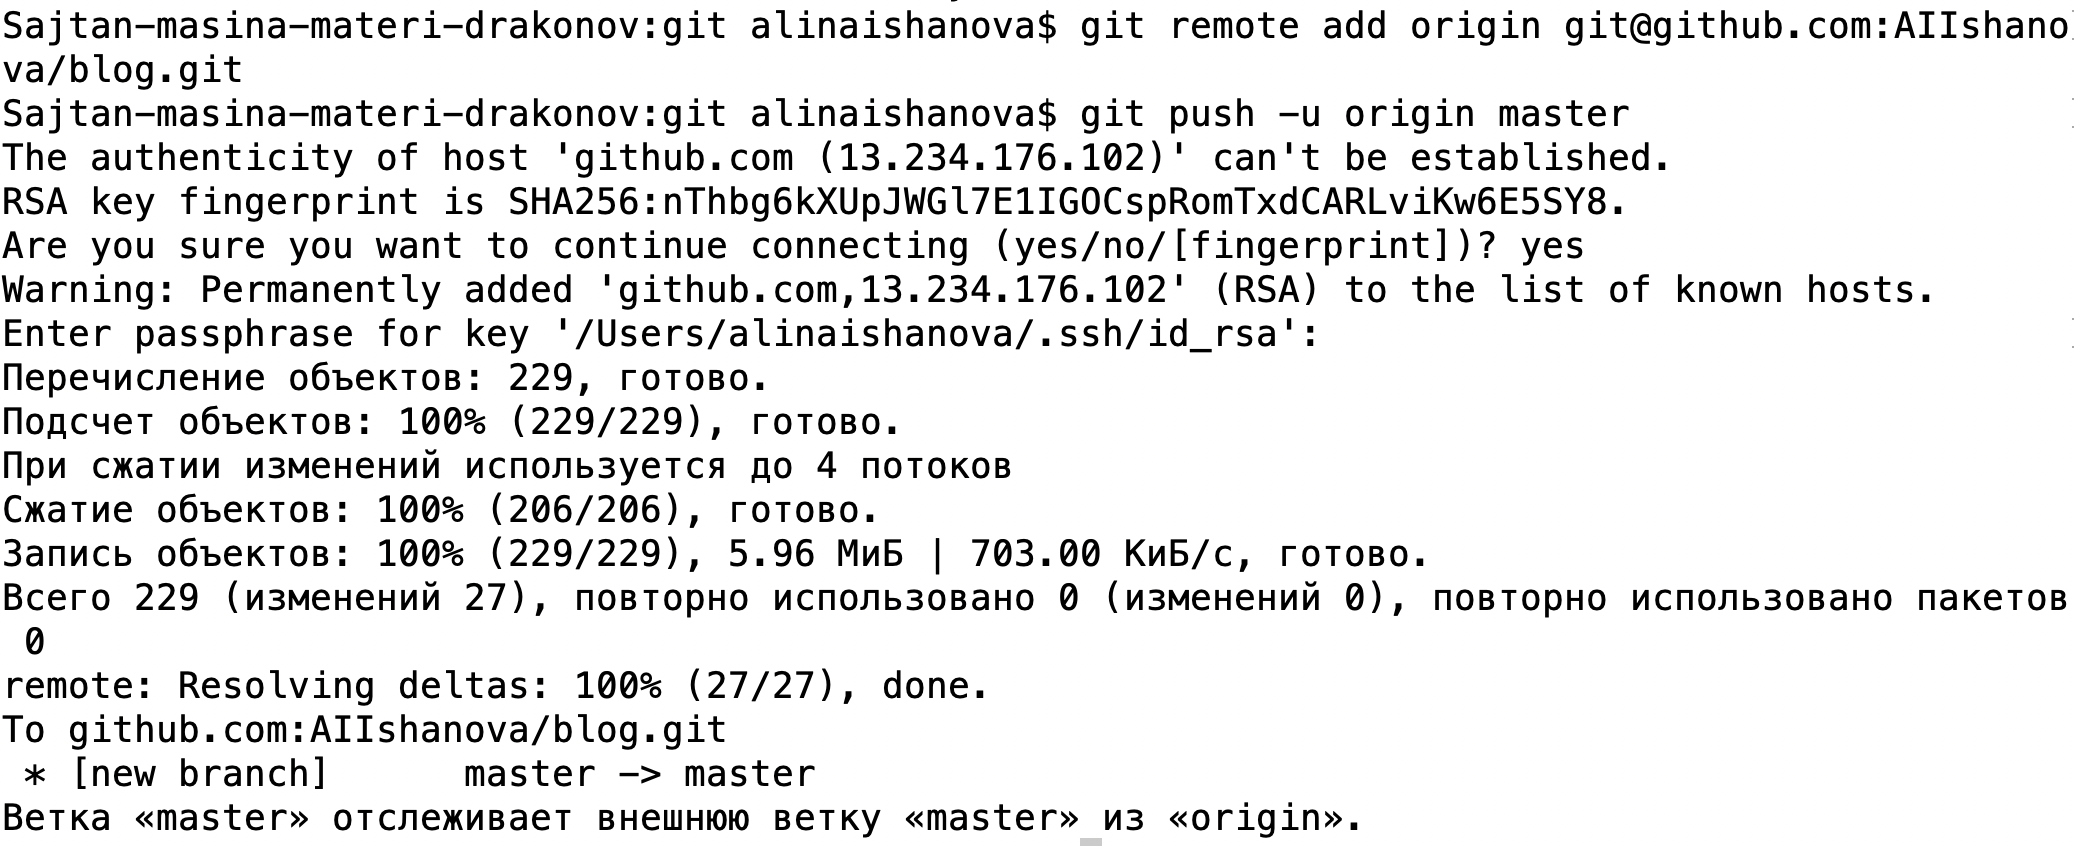 Sajtan-masina-materi-drakonov:git alinaishanova$ git remote add origin git@github.com:AIIshano
va/blog.git
Sajtan-masina-materi-drakonov:git alinaishanova$ git push -u origin master
The authenticity of host 'github.com (13.234.176.102)' can't be established.
RSA key fingerprint is SHA256:nThbg6kXUpJWGl7E1IGOCspRomTxdCARLviKw6E5SY8.
Are you sure you want to continue connecting (yes/no/[fingerprint])? yes
Warning: Permanently added 'github.com,13.234.176.102' (RSA) to the list of known hosts.
Enter passphrase for key '/Users/alinaishanova/.ssh/id_rsa':
Перечисление объектов: 229, готово.
Подсчет объектов: 100% (229/229), готово.
При сжатии изменений используется до 4 потоков
Сжатие объектов: 100% (206/206), готово.
Запись объектов: 100% (229/229), 5.96 МиБ | 703.00 КиБ/с, готово.
Всего 229 (изменений 27), повторно использовано 0 (изменений 0), повторно использовано пакетов
 0
remote: Resolving deltas: 100% (27/27), done.
To github.com:AIIshanova/blog.git
 * [new branch]      master -> master
Ветка «master» отслеживает внешнюю ветку «master» из «origin».